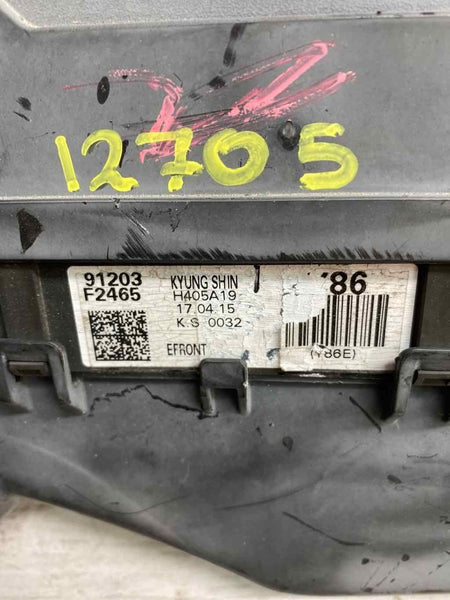 12705
91203
F2465
KYUNG SHIN
H405A19
17.04.15
K.S 0032
EFRONT
'86
(Y86E)